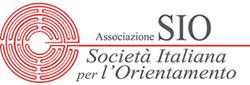 Associazione SIO
Società Italiana
per l'Orientamento